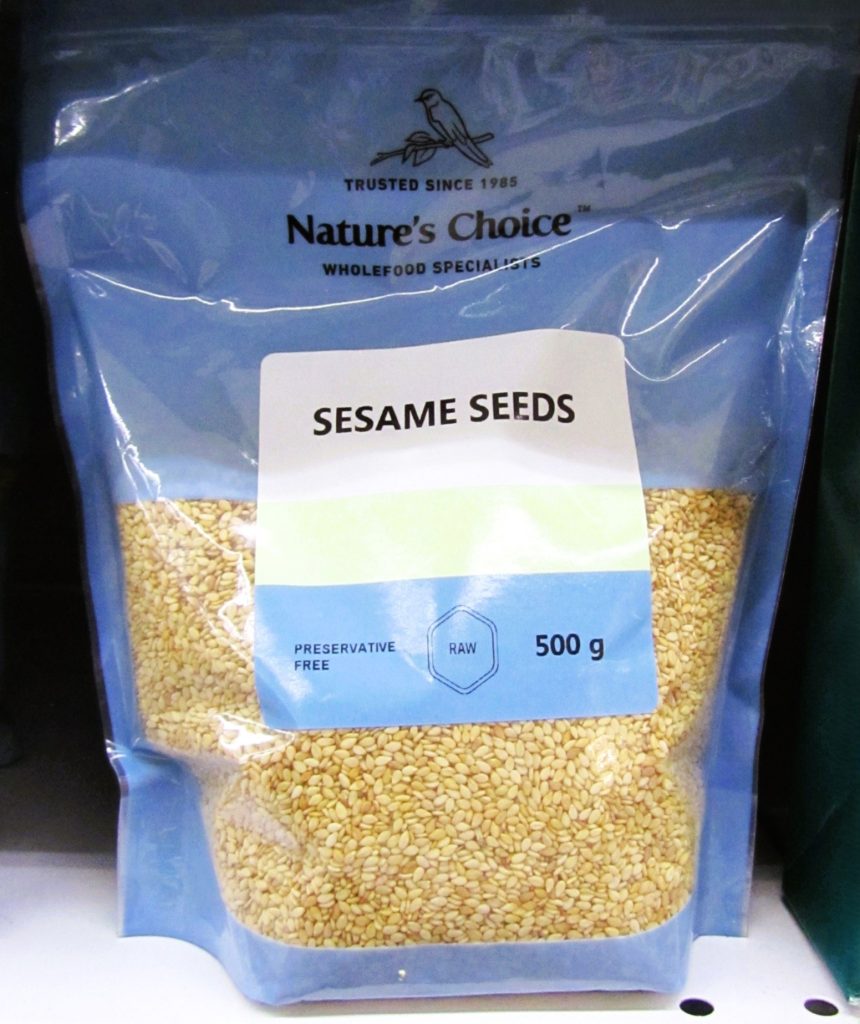 TRUSTED SINCE 1985
Nature's Choice™
WHOLEFOOD SPECIALISTS
SESAME SEEDS
PRESERVATIVE
FREE
RAW
500 g